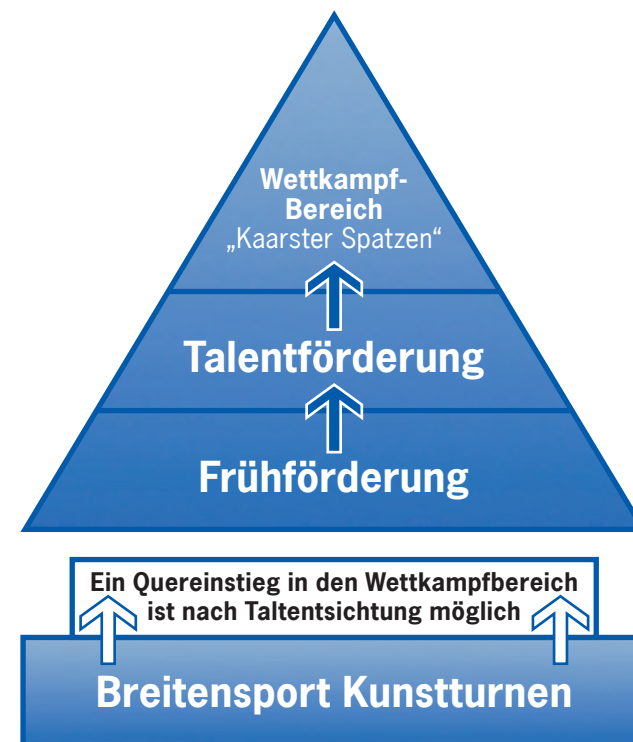 Wettkampf-
Bereich
„Kaarster Spatzen“
Talentförderung
Frühförderung
Ein Quereinstieg in den Wettkampfbereich
ist nach Taltentsichtung möglich
Breitensport Kunstturnen